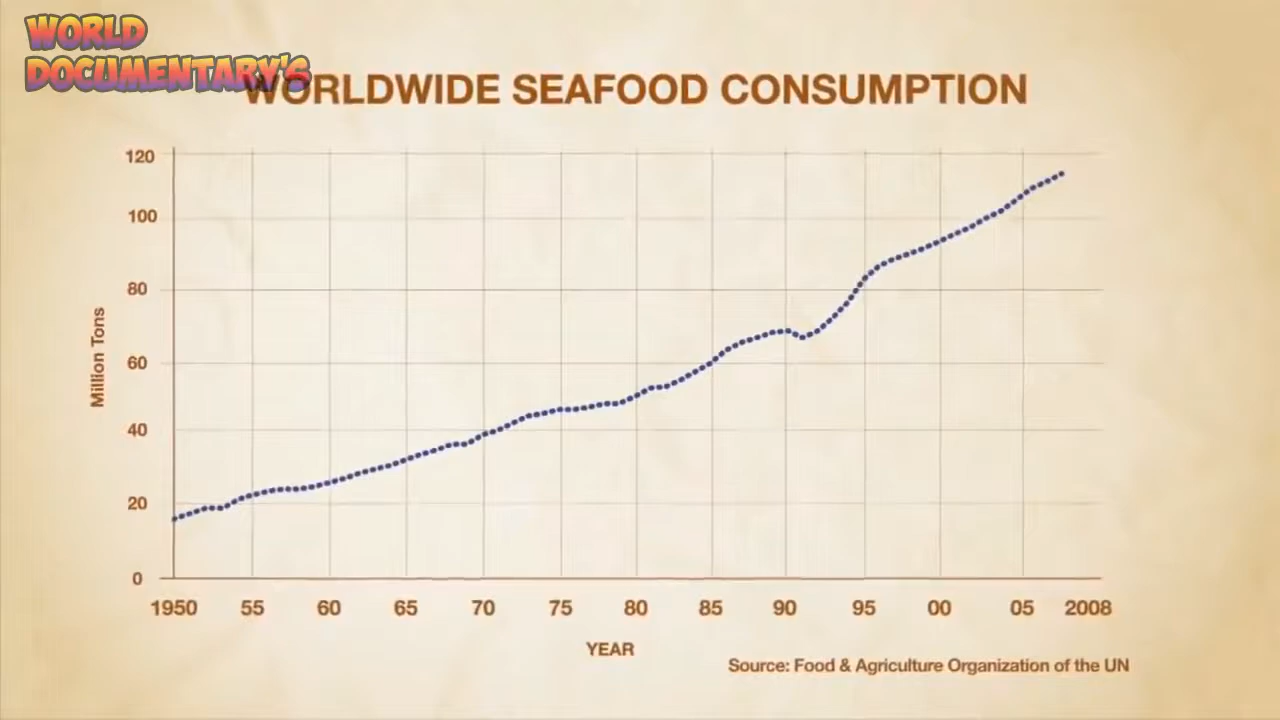 WORLD
DOCUMENTARY'S
WORLDWIDE SEAFOOD CONSUMPTION
120
100
80
60
40
20
0
Million Tons
1950 55 60 65 70 75 80 85 90 95 00 05 2008
YEAR
Source: Food & Agriculture Organization of the UN